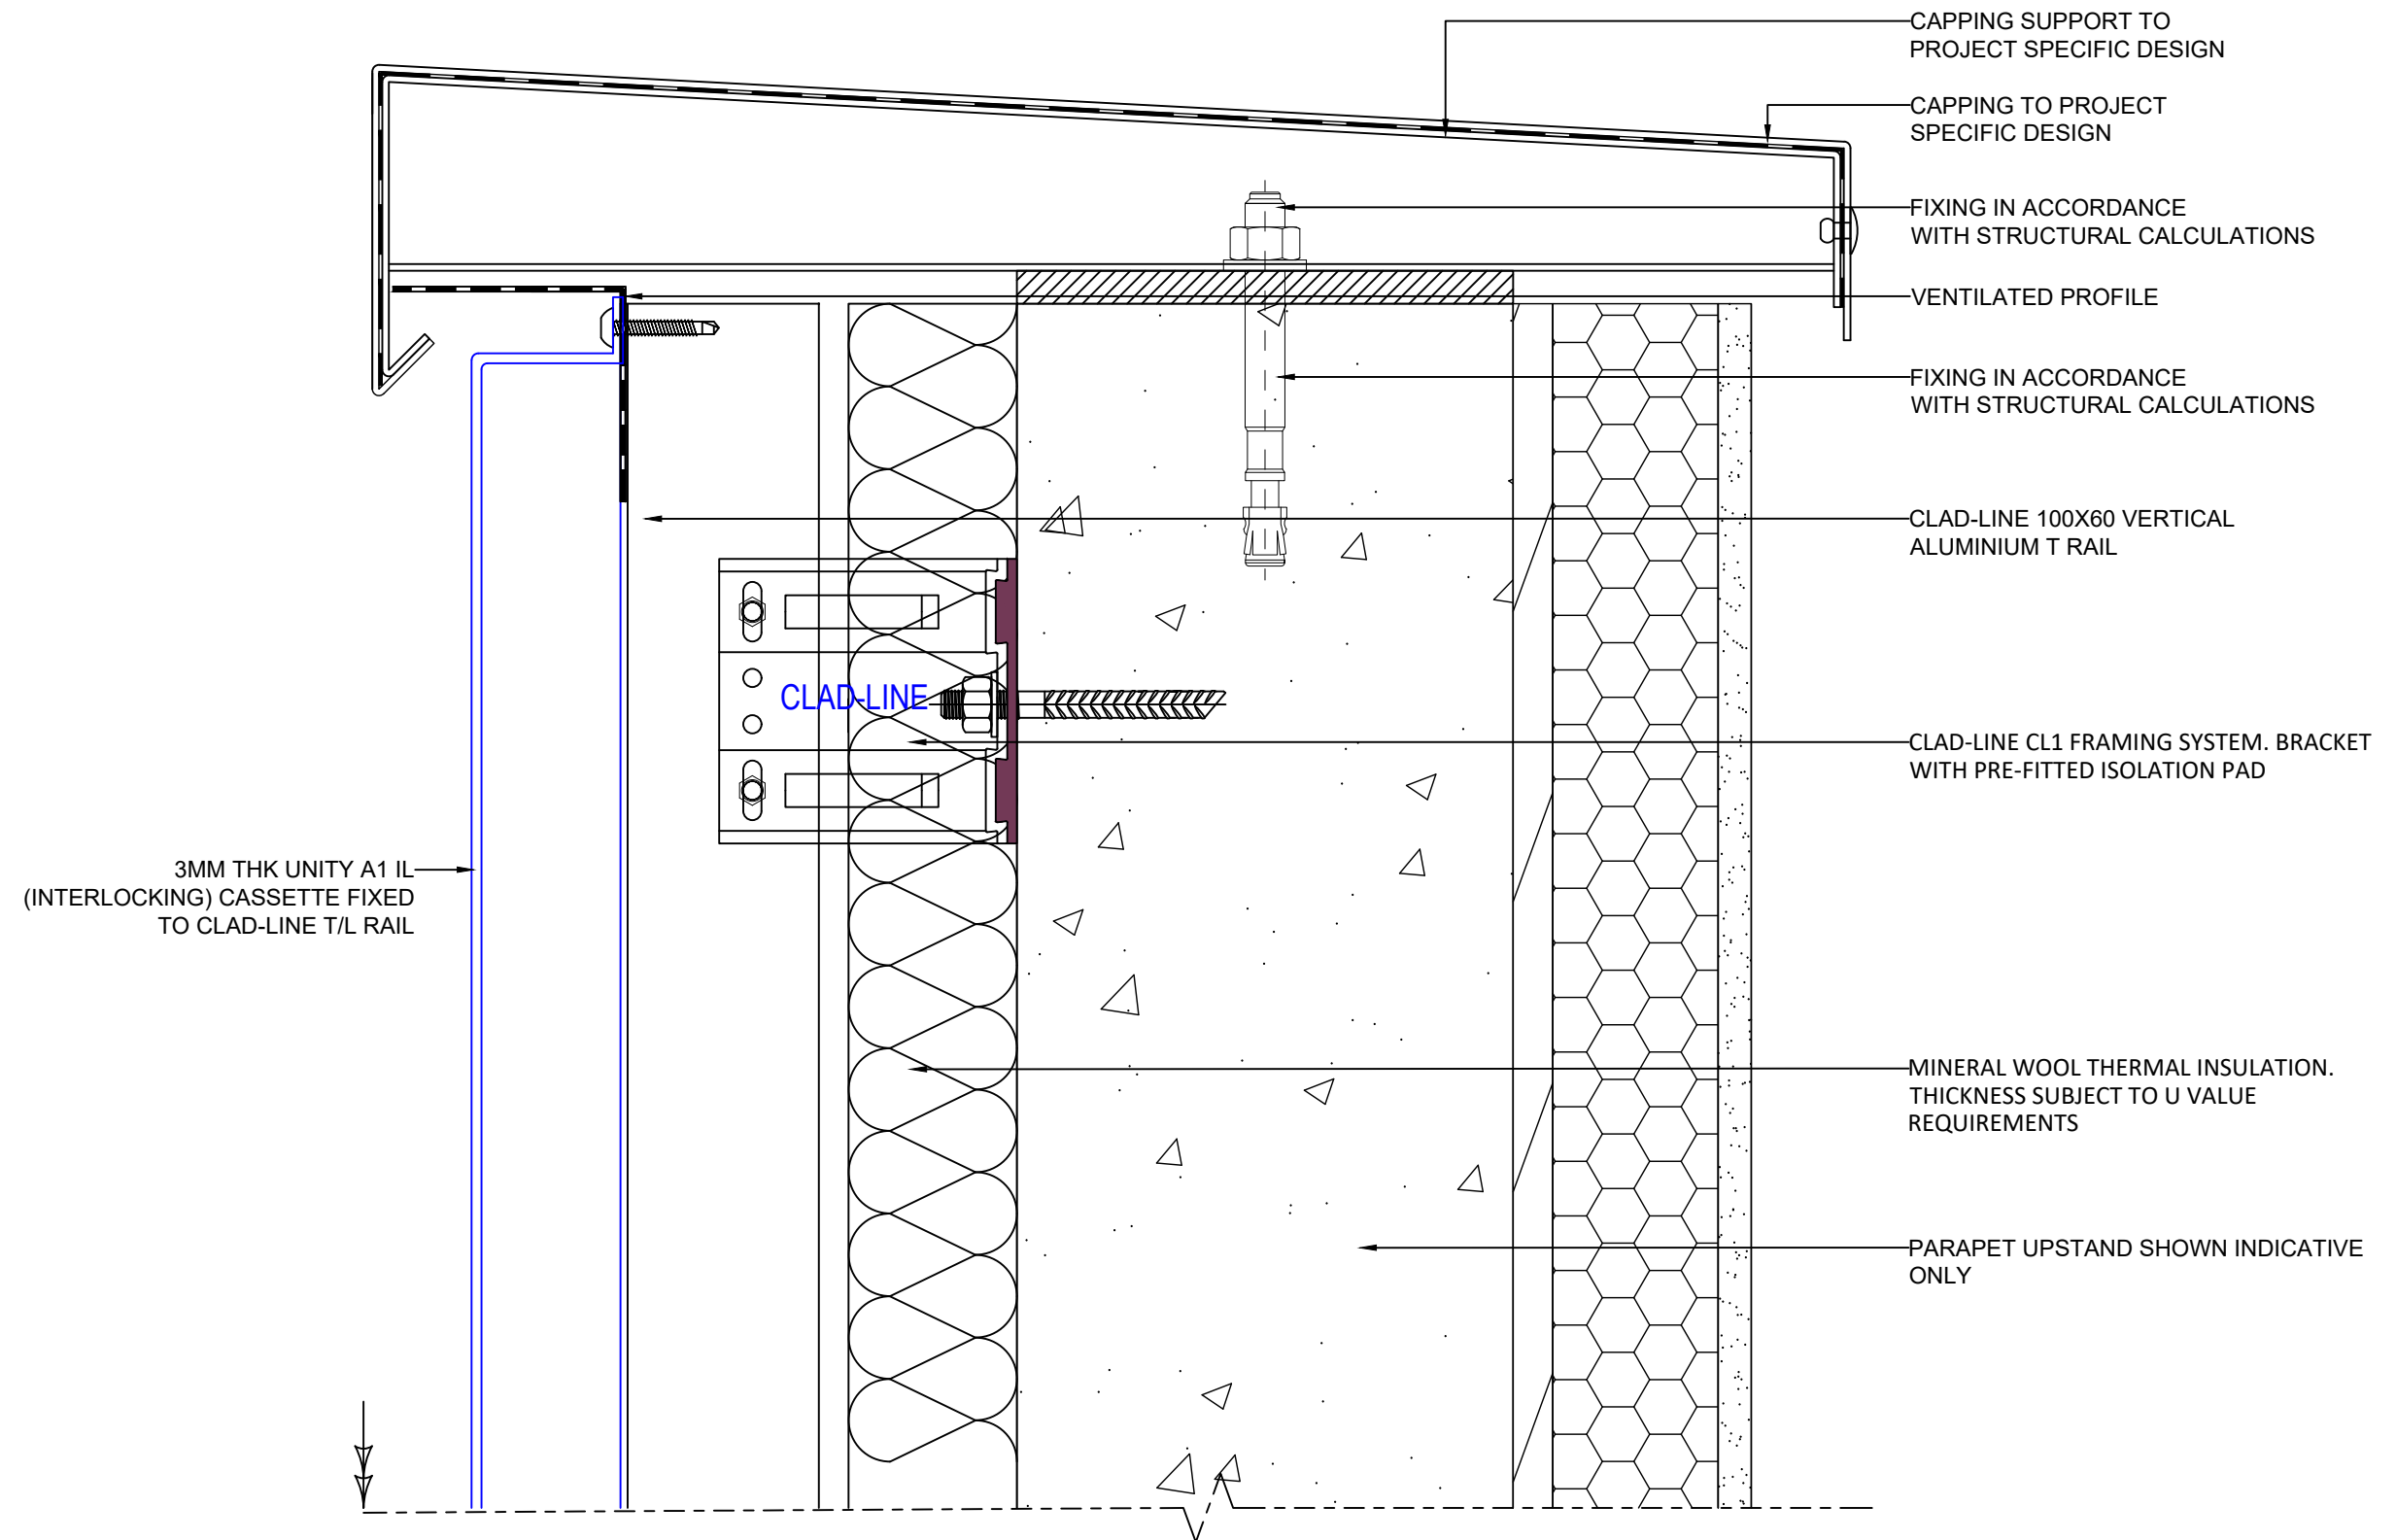 CAPPING SUPPORT TO
PROJECT SPECIFIC DESIGN
CAPPING TO PROJECT
SPECIFIC DESIGN
FIXING IN ACCORDANCE
WITH STRUCTURAL CALCULATIONS
VENTILATED PROFILE
FIXING IN ACCORDANCE
WITH STRUCTURAL CALCULATIONS
CLAD-LINE 100X60 VERTICAL
ALUMINIUM T RAIL
CLAD-LINE
CLAD-LINE CL1 FRAMING SYSTEM. BRACKET
WITH PRE-FITTED ISOLATION PAD
3MM THK UNITY A1 IL
(INTERLOCKING) CASSETTE FIXED
TO CLAD-LINE T/L RAIL
MINERAL WOOL THERMAL INSULATION.
THICKNESS SUBJECT TO U VALUE
REQUIREMENTS
PARAPET UPSTAND SHOWN INDICATIVE
ONLY